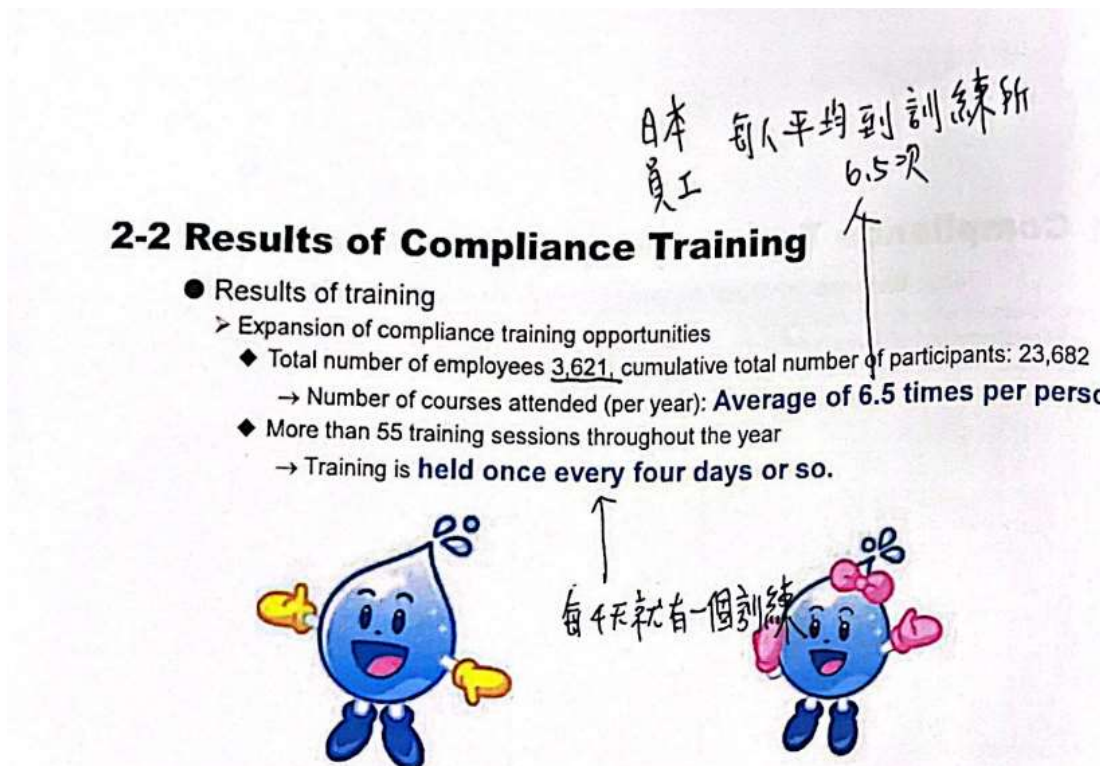 日本 每人平均到訓練所
員工 6.5次
2-2 Results of Compliance Training
● Results of training
➢ Expansion of compliance training opportunities
◆ Total number of employees 3,621, cumulative total number of participants: 23,682
→ Number of courses attended (per year): Average of 6.5 times per perso
◆ More than 55 training sessions throughout the year
→ Training is held once every four days or so.
每4天就有一個訓練